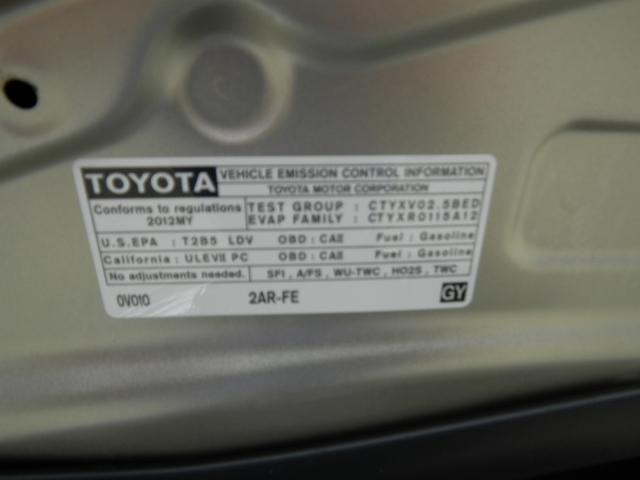 TOYOTA VEHICLE EMISSION CONTROL INFORMATION
TOYOTA MOTOR CORPORATION
Conforms to regulations TEST GROUP : CTYXV02.5BED
2012MY EVAP FAMILY : CTYXR0115A12
U.S.EPA : T2B5 LDV OBD : CAII Fuel : Gasoline
California : ULEVII PC OBD : CAII Fuel : Gasoline
No adjustments needed. SFI , A/FS , WU-TWC , HO2S , TWC
0V010 2AR-FE GY